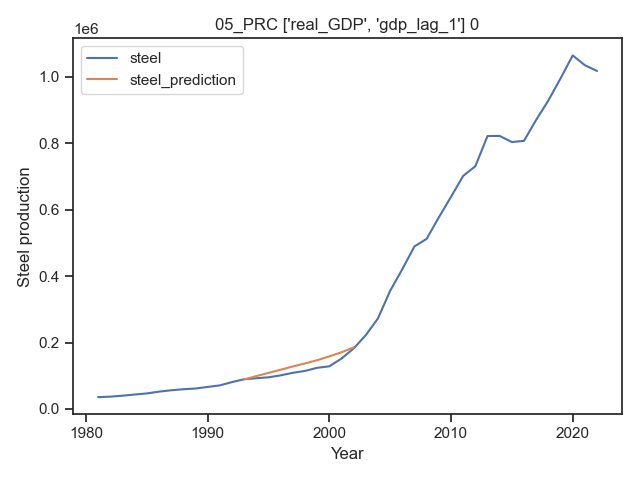 05_PRC ['real_GDP', 'gdp_lag_1'] 0
1e6
steel
steel_prediction
1.0
0.8
0.6
0.4
0.2
0.0
Steel production
1980
1990
2000
2010
2020
Year